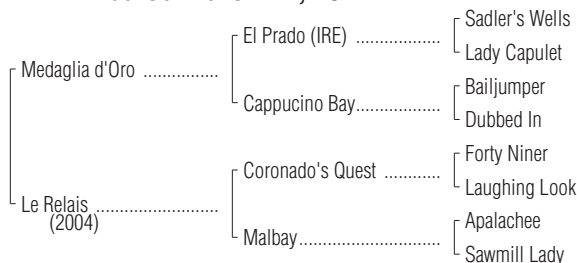 Medaglia d'Oro ................
El Prado (IRE) ..................
Sadler's Wells
Lady Capulet
Cappucino Bay..................
Bailjumper
Dubbed In
Le Relais ..........................
(2004)
Coronado's Quest ............
Forty Niner
Laughing Look
Malbay..............................
Apalachee
Sawmill Lady